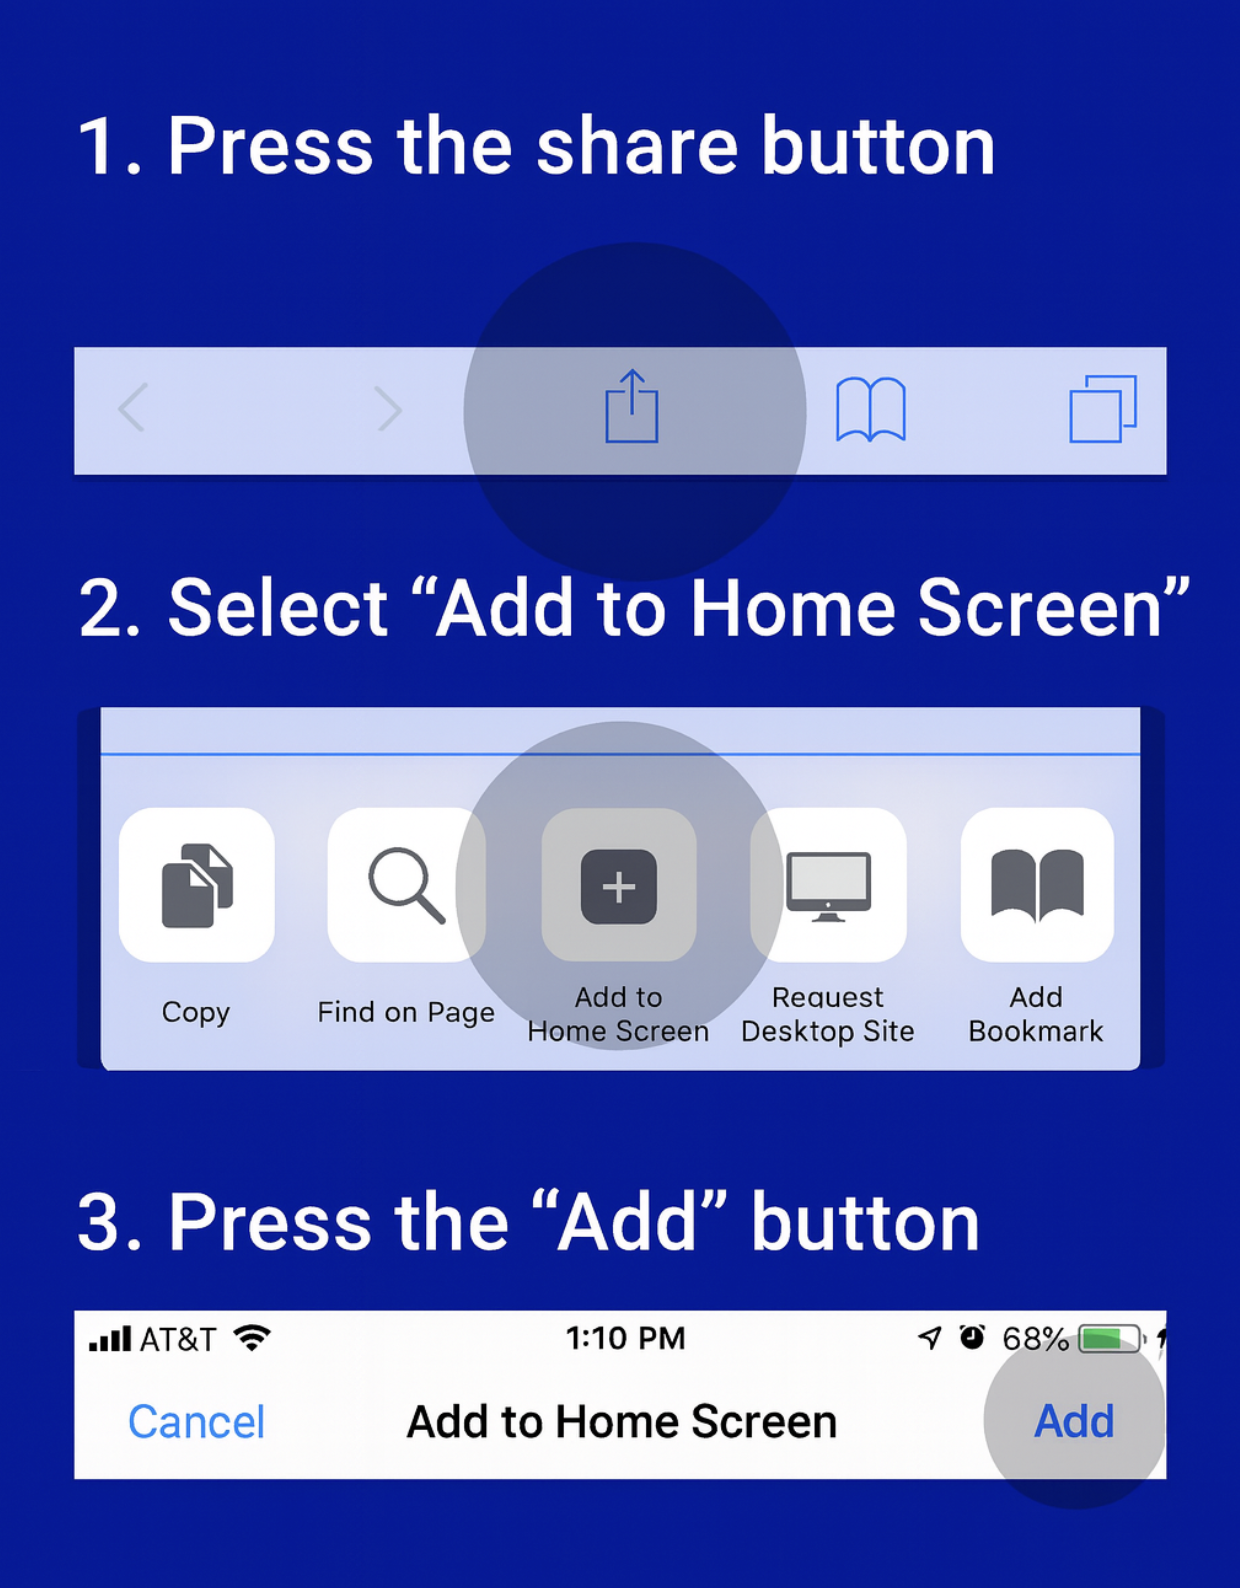 1. Press the share button
2. Select “Add to Home Screen”
Copy
Find on Page
Add to
Home Screen
Request
Desktop Site
Add
Bookmark
3. Press the “Add” button
AT&T 1:10 PM 68%
Cancel Add to Home Screen Add